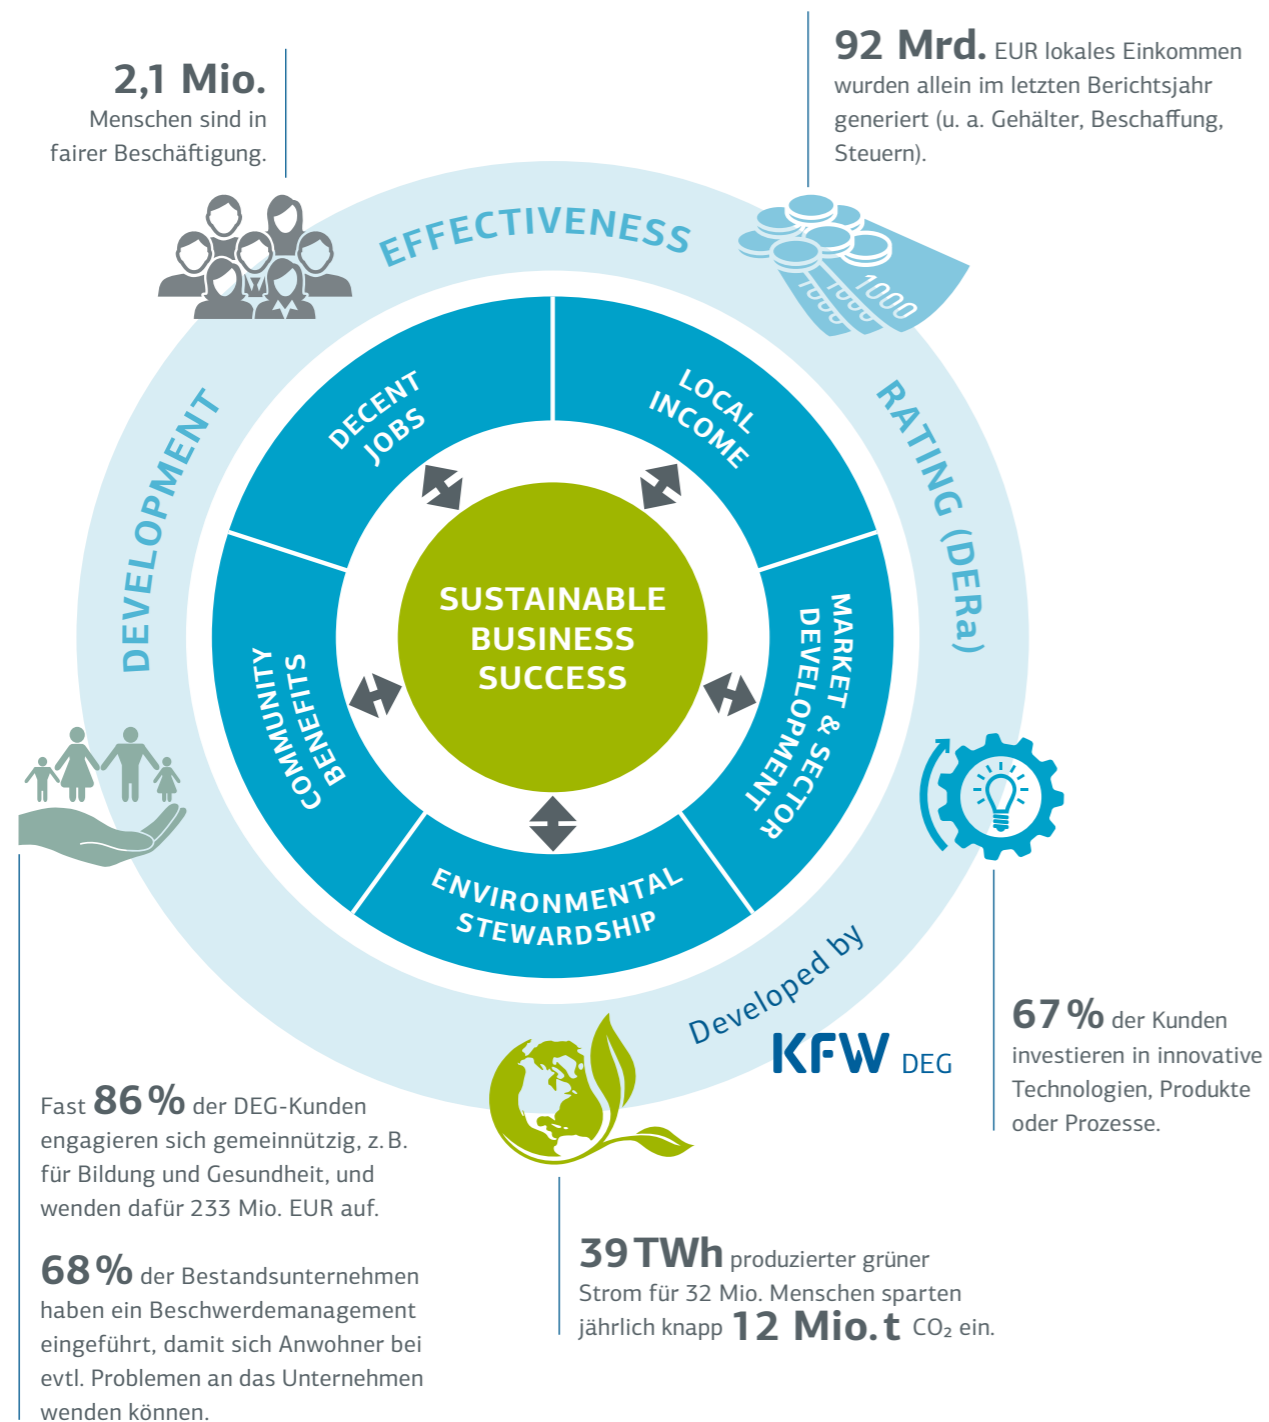 2,1 Mio.
Menschen sind in
fairer Beschäftigung.
92 Mrd. EUR lokales Einkommen
wurden allein im letzten Berichtsjahr
generiert (u. a. Gehälter, Beschaffung,
Steuern).
DEVELOPMENT
EFFECTIVENESS
RATING (DERa)
1000
1000
1000
DECENT
JOBS
LOCAL
INCOME
MARKET & SECTOR
DEVELOPMENT
ENVIRONMENTAL
STEWARDSHIP
COMMUNITY
BENEFITS
SUSTAINABLE
BUSINESS
SUCCESS
Developed by
KFW DEG
67 % der Kunden
investieren in innovative
Technologien, Produkte
oder Prozesse.
Fast 86 % der DEG-Kunden
engagieren sich gemeinnützig, z. B.
für Bildung und Gesundheit, und
wenden dafür 233 Mio. EUR auf.
68 % der Bestandsunternehmen
haben ein Beschwerdemanagement
eingeführt, damit sich Anwohner bei
evtl. Problemen an das Unternehmen
wenden können.
39 TWh produzierter grüner
Strom für 32 Mio. Menschen sparten
jährlich knapp 12 Mio. t CO₂ ein.